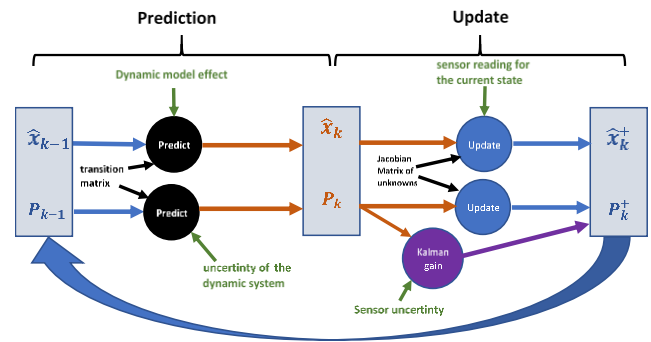 Prediction
Update
Dynamic model effect
sensor reading for
the current state
x̂ₖ₋₁
Predict
x̂ₖ
Update
x̂ₖ⁺
transition
matrix
Jacobian
Matrix of
unknowns
Pₖ₋₁
Predict
Pₖ
Update
Pₖ⁺
Kalman
gain
uncertinty of the
dynamic system
Sensor uncertinty